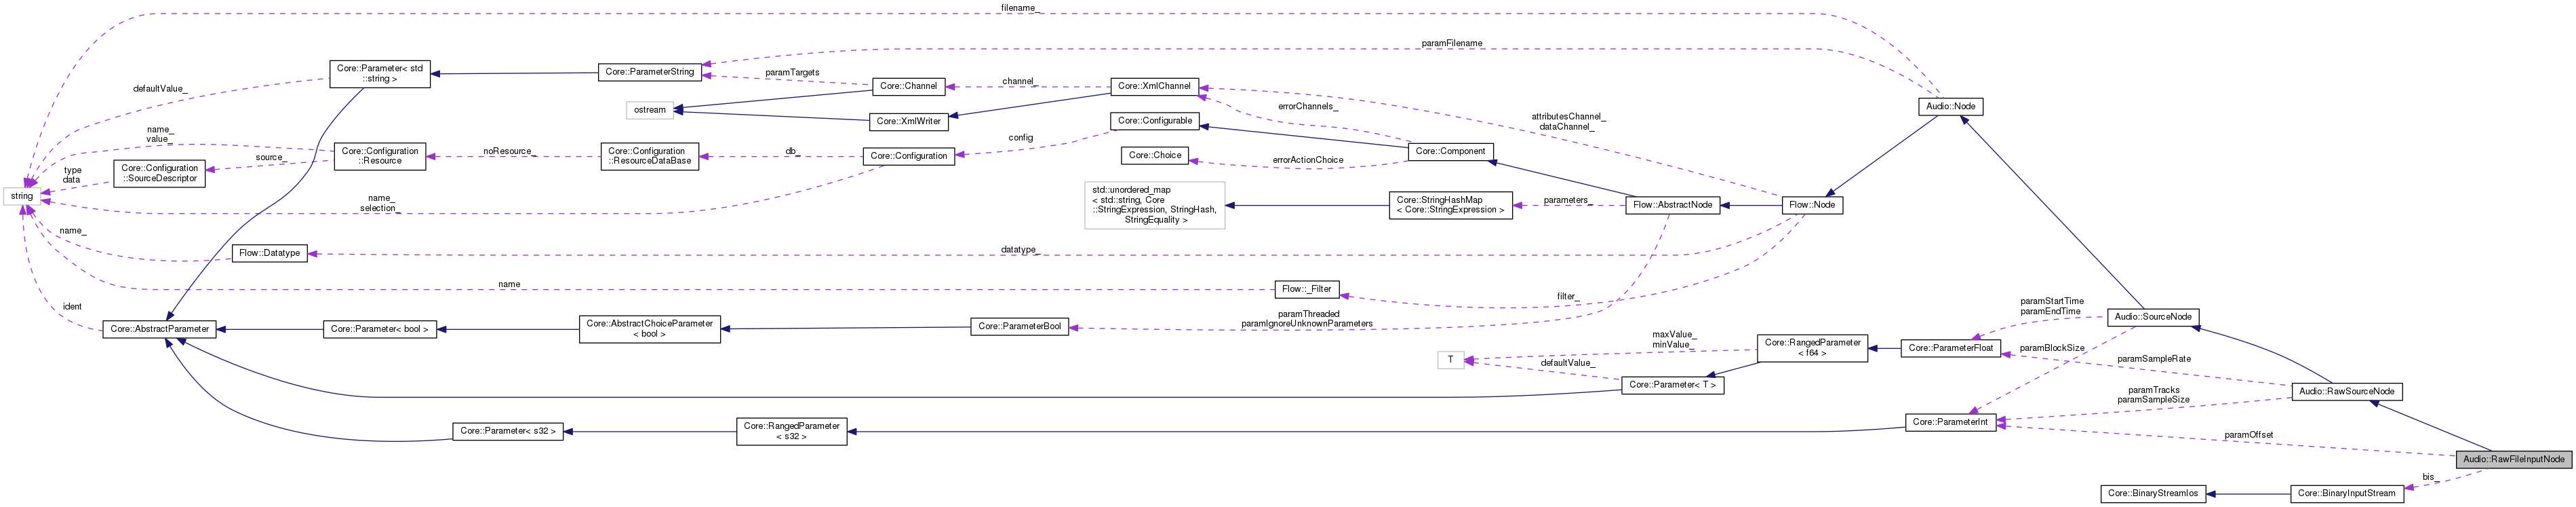 filename_
paramFilename
Core::Parameter< std
::string >
Core::ParameterString
paramTargets
defaultValue_
Core::Channel
channel_
Core::XmlChannel
ostream
errorChannels_
Audio::Node
Core::XmlWriter
Core::Configurable
attributesChannel_
dataChannel_
name_
value_
config
Core::Configuration
::Resource
noResource_
Core::Configuration
::ResourceDataBase
db_
Core::Configuration
Core::Choice
errorActionChoice
Core::Component
source_
Core::Configuration
::SourceDescriptor
type
data
string
name_
selection_
std::unordered_map
< std::string, Core
::StringExpression, StringHash,
StringEquality >
Core::StringHashMap
< Core::StringExpression >
parameters_
Flow::AbstractNode
Flow::Node
name_
Flow::Datatype
datatype_
name
Flow::_Filter
filter_
ident
Core::AbstractParameter
Core::Parameter< bool >
Core::AbstractChoiceParameter
< bool >
Core::ParameterBool
paramThreaded
paramIgnoreUnknownParameters
paramStartTime
paramEndTime
Audio::SourceNode
maxValue_
minValue_
Core::RangedParameter
< f64 >
Core::ParameterFloat
paramBlockSize
T
defaultValue_
paramSampleRate
Core::Parameter< T >
Audio::RawSourceNode
paramTracks
paramSampleSize
Core::Parameter< s32 >
Core::RangedParameter
< s32 >
Core::ParameterInt
paramOffset
Audio::RawFileInputNode
bis_
Core::BinaryStreamIos
Core::BinaryInputStream